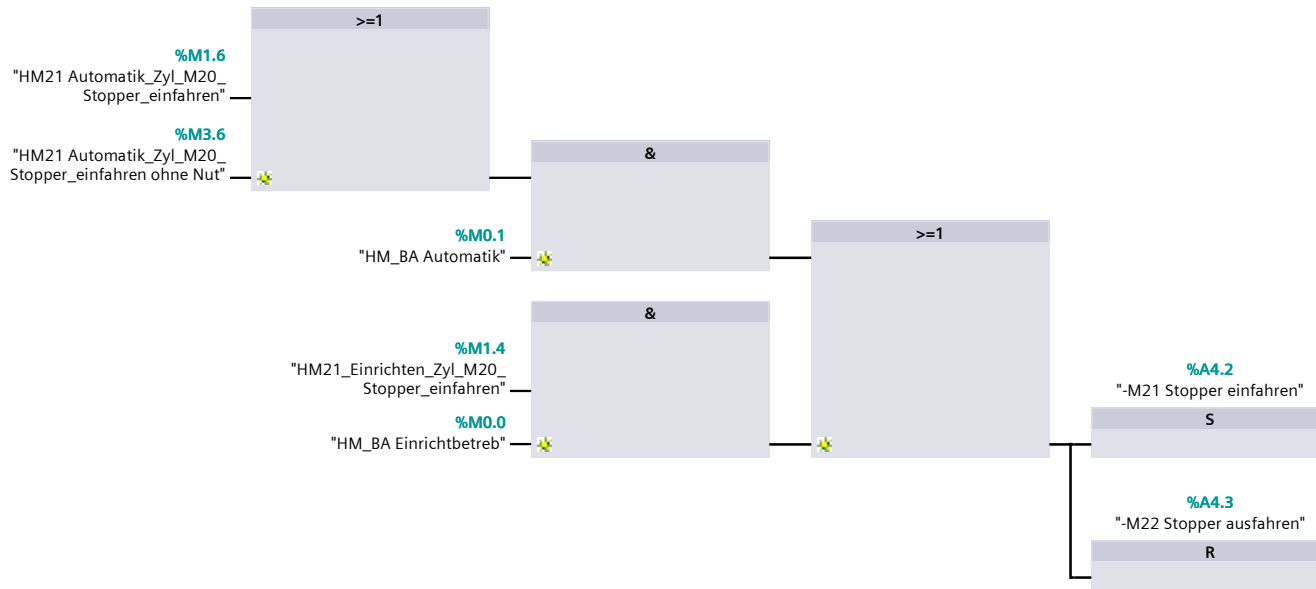 >=1
%M1.6
"HM21 Automatik_Zyl_M20_
Stopper_einfahren"
%M3.6
"HM21 Automatik_Zyl_M20_
Stopper_einfahren ohne Nut"
&
%M0.1
"HM_BA Automatik"
>=1
&
%M1.4
"HM21_Einrichten_Zyl_M20_
Stopper_einfahren"
%M0.0
"HM_BA Einrichtbetreb"
%A4.2
"-M21 Stopper einfahren"
S
%A4.3
"-M22 Stopper ausfahren"
R